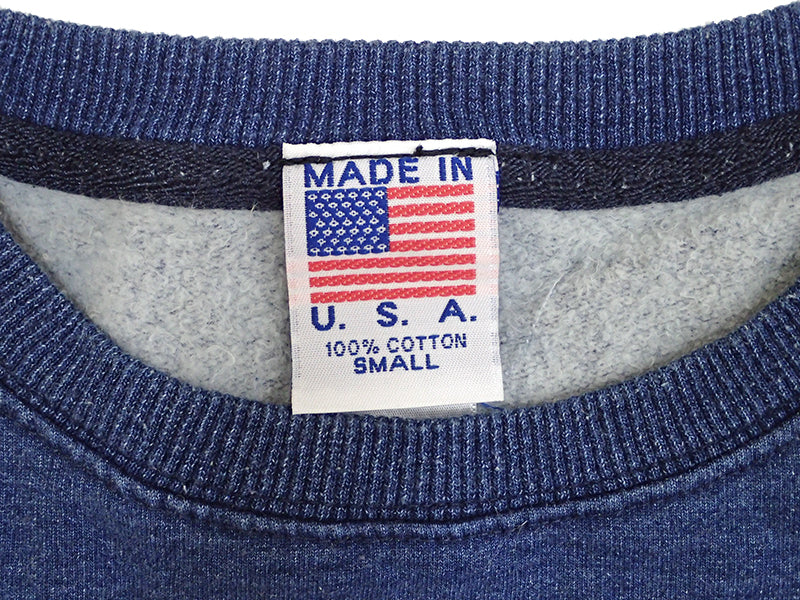 MADE IN
U. S. A.
100% COTTON
SMALL